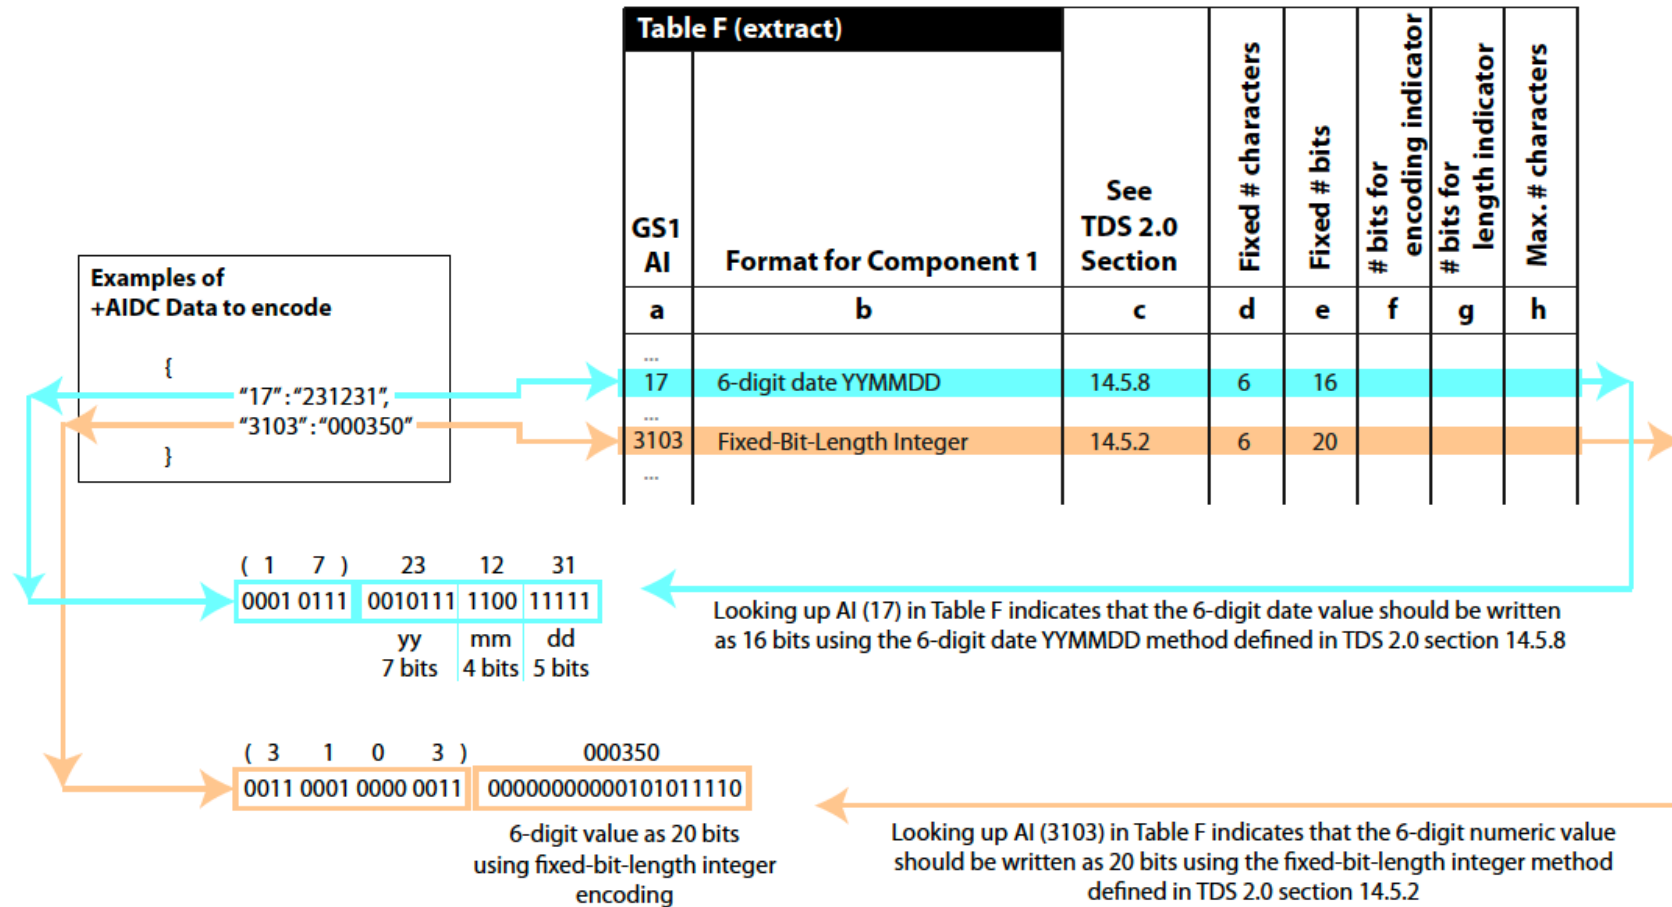 Table F (extract)
GS1
AI
Format for Component 1
See
TDS 2.0
Section
Fixed # characters
Fixed # bits
# bits for
encoding indicator
# bits for
length indicator
Max. # characters
a b c d e f g h
...
17 6-digit date YYMMDD 14.5.8 6 16
...
3103 Fixed-Bit-Length Integer 14.5.2 6 20
...
Examples of
+AIDC Data to encode
{
“17”:“231231”,
“3103”:“000350”
}
( 1 7 ) 23 12 31
0001 0111 0010111 1100 11111
yy mm dd
7 bits 4 bits 5 bits
Looking up AI (17) in Table F indicates that the 6-digit date value should be written
as 16 bits using the 6-digit date YYMMDD method defined in TDS 2.0 section 14.5.8
( 3 1 0 3 ) 000350
0011 0001 0000 0011 00000000000101011110
6-digit value as 20 bits
using fixed-bit-length integer
encoding
Looking up AI (3103) in Table F indicates that the 6-digit numeric value
should be written as 20 bits using the fixed-bit-length integer method
defined in TDS 2.0 section 14.5.2